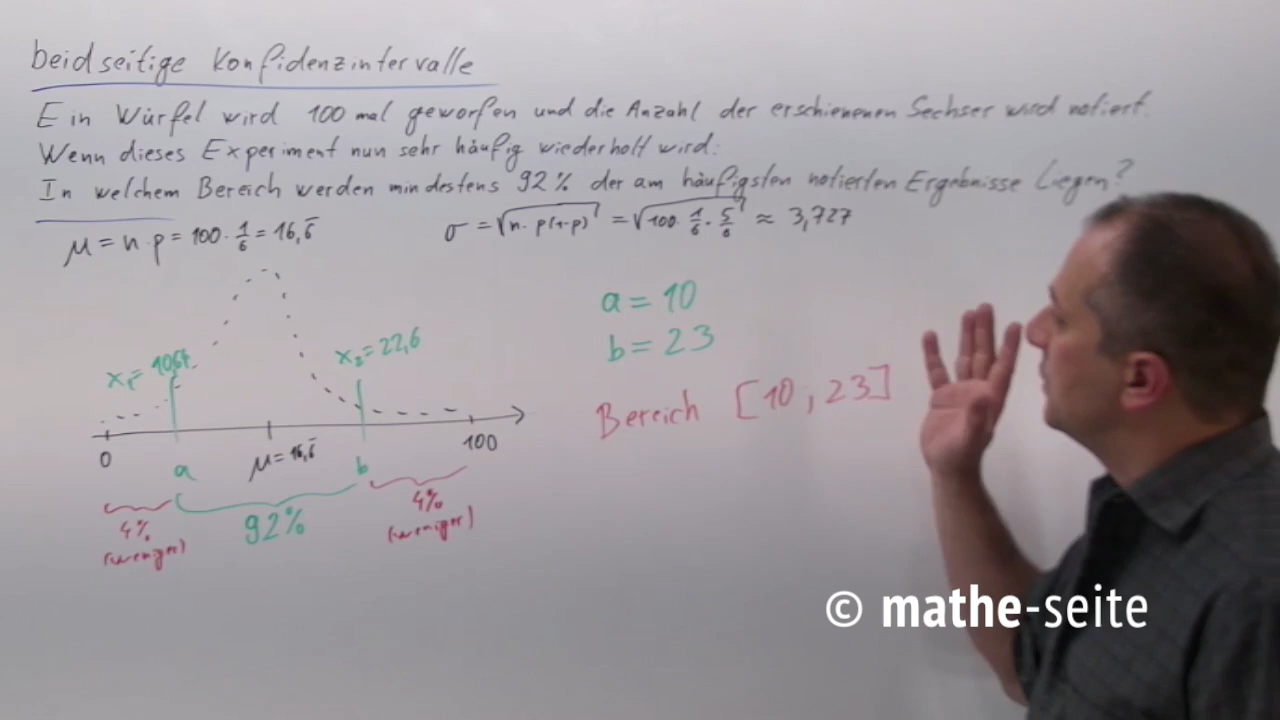 beidseitige Konfidenzintervalle
Ein Würfel wird 100 mal geworfen und die Anzahl der erschienenen Sechser wird notiert.
Wenn dieses Experiment nun sehr häufig wiederholt wird:
In welchem Bereich werden mindestens 92% der am häufigsten notierten Ergebnisse liegen?
μ = n·p = 100·1/6 = 16,6̅
σ = √(n·p(1-p)) = √(100·1/6·5/6) ≈ 3,727
a = 10
b = 23
Bereich [10; 23]
x₂ = 22,6
0
a
μ = 16,6̅
b
100
4%
(weniger)
92%
4%
(weniger)
© mathe-seite